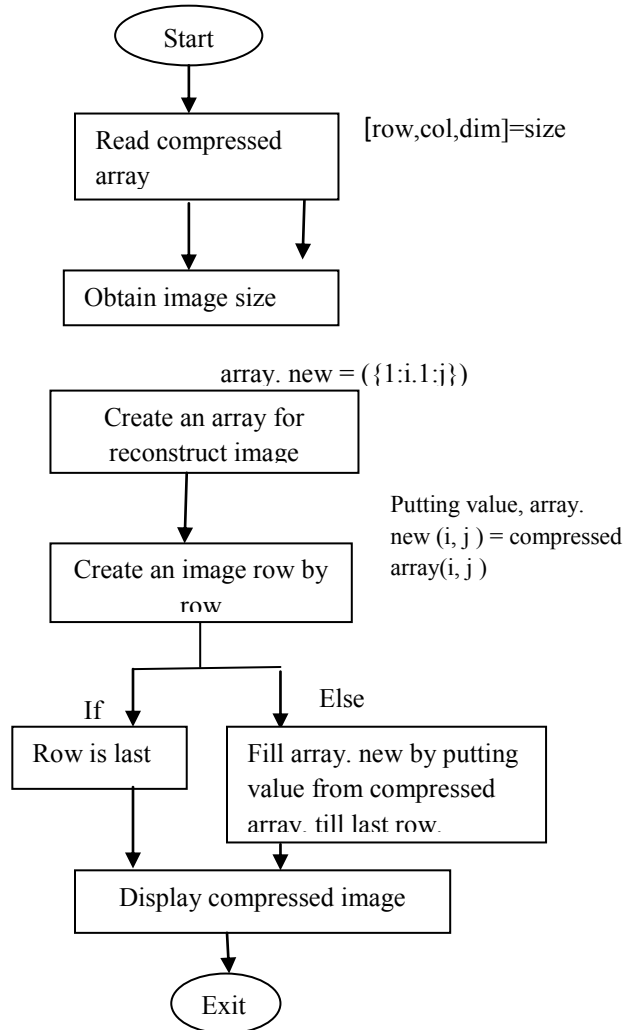 Start
Read compressed
array
[row,col,dim]=size
Obtain image size
array. new = ({1:i.1:j})
Create an array for
reconstruct image
Putting value, array.
new (i, j ) = compressed
array(i, j )
Create an image row by
row
If
Else
Row is last
Fill array. new by putting
value from compressed
array. till last row.
Display compressed image
Exit